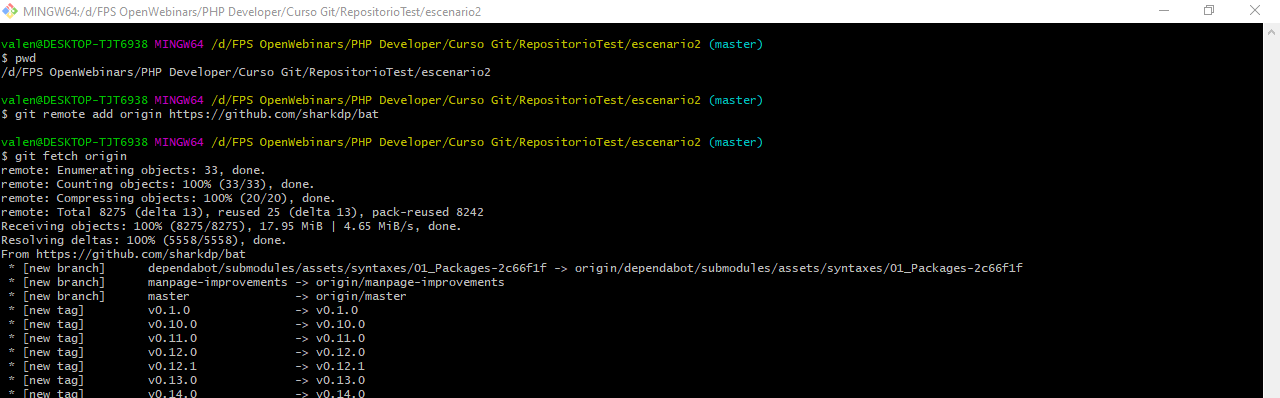 MINGW64:/d/FPS OpenWebinars/PHP Developer/Curso Git/RepositorioTest/escenario2
valen@DESKTOP-TJT6938 MINGW64 /d/FPS OpenWebinars/PHP Developer/Curso Git/RepositorioTest/escenario2 (master)
$ pwd
/d/FPS OpenWebinars/PHP Developer/Curso Git/RepositorioTest/escenario2
valen@DESKTOP-TJT6938 MINGW64 /d/FPS OpenWebinars/PHP Developer/Curso Git/RepositorioTest/escenario2 (master)
$ git remote add origin https://github.com/sharkdp/bat
valen@DESKTOP-TJT6938 MINGW64 /d/FPS OpenWebinars/PHP Developer/Curso Git/RepositorioTest/escenario2 (master)
$ git fetch origin
remote: Enumerating objects: 33, done.
remote: Counting objects: 100% (33/33), done.
remote: Compressing objects: 100% (20/20), done.
remote: Total 8275 (delta 13), reused 25 (delta 13), pack-reused 8242
Receiving objects: 100% (8275/8275), 17.95 MiB | 4.65 MiB/s, done.
Resolving deltas: 100% (5558/5558), done.
From https://github.com/sharkdp/bat
 * [new branch]      dependabot/submodules/assets/syntaxes/01_Packages-2c66f1f -> origin/dependabot/submodules/assets/syntaxes/01_Packages-2c66f1f
 * [new branch]      manpage-improvements -> origin/manpage-improvements
 * [new branch]      master               -> origin/master
 * [new tag]         v0.1.0               -> v0.1.0
 * [new tag]         v0.10.0              -> v0.10.0
 * [new tag]         v0.11.0              -> v0.11.0
 * [new tag]         v0.12.0              -> v0.12.0
 * [new tag]         v0.12.1              -> v0.12.1
 * [new tag]         v0.13.0              -> v0.13.0
 * [new tag]         v0.14.0              -> v0.14.0